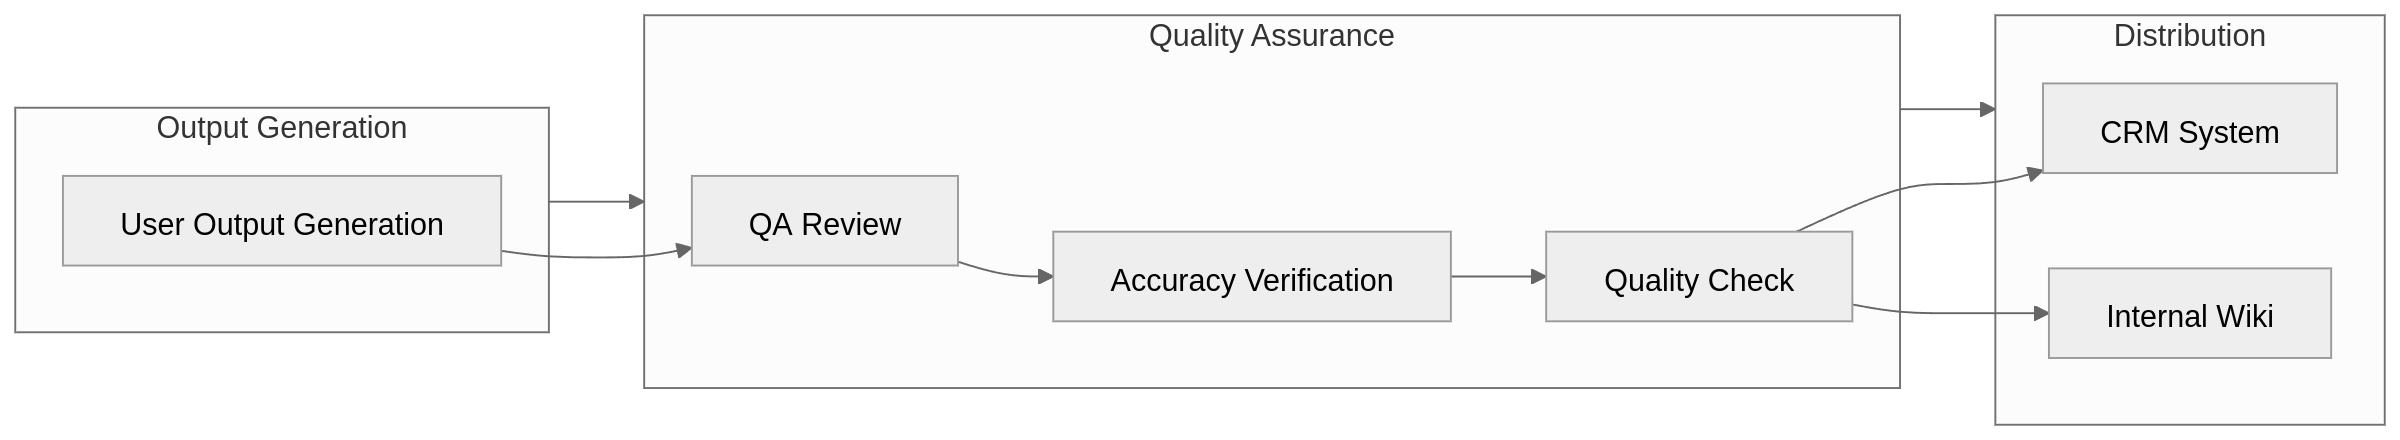 Output Generation
User Output Generation
Quality Assurance
QA Review
Accuracy Verification
Quality Check
Distribution
CRM System
Internal Wiki